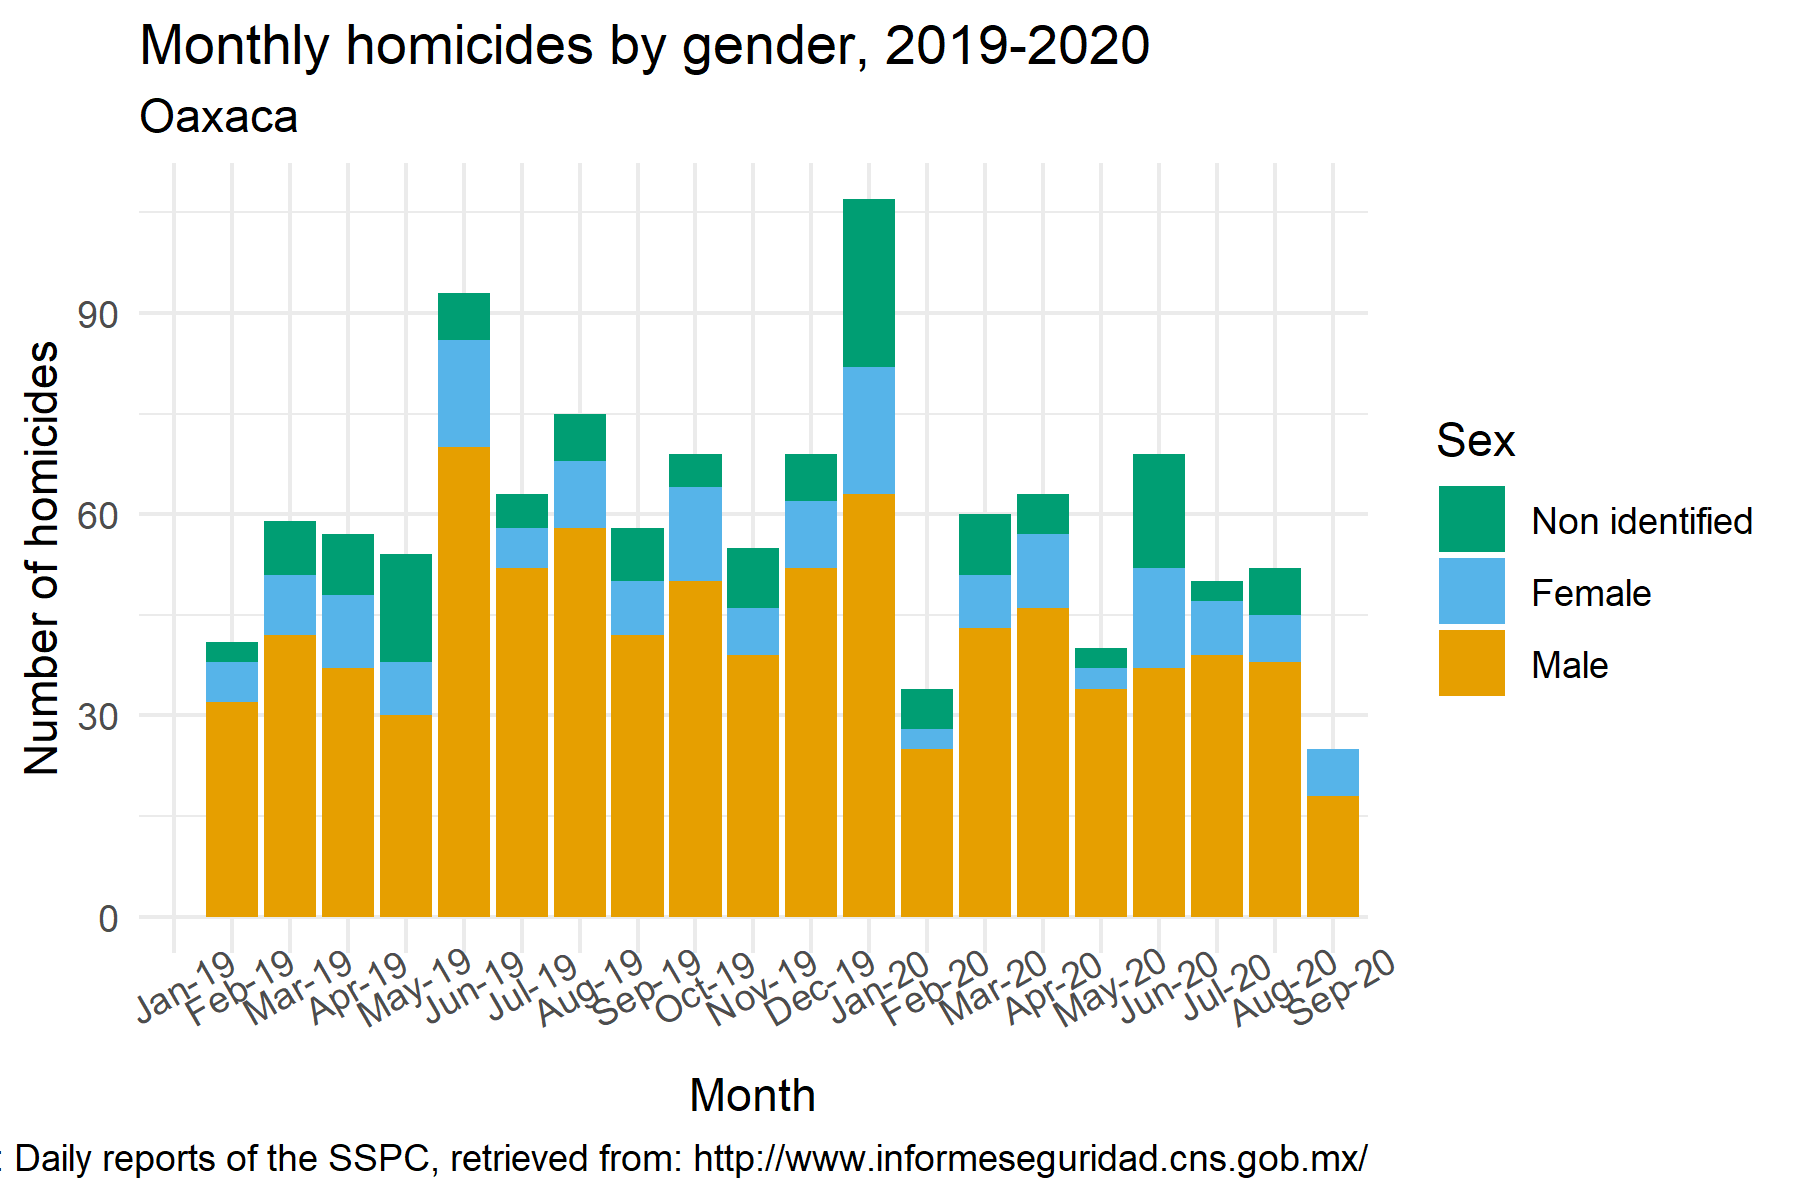 Monthly homicides by gender, 2019-2020
Oaxaca
Number of homicides
90
60
30
0
Jan-19
Feb-19
Mar-19
Apr-19
May-19
Jun-19
Jul-19
Aug-19
Sep-19
Oct-19
Nov-19
Dec-19
Jan-20
Feb-20
Mar-20
Apr-20
May-20
Jun-20
Jul-20
Aug-20
Sep-20
Month
Sex
Non identified
Female
Male
: Daily reports of the SSPC, retrieved from: http://www.informeseguridad.cns.gob.mx/